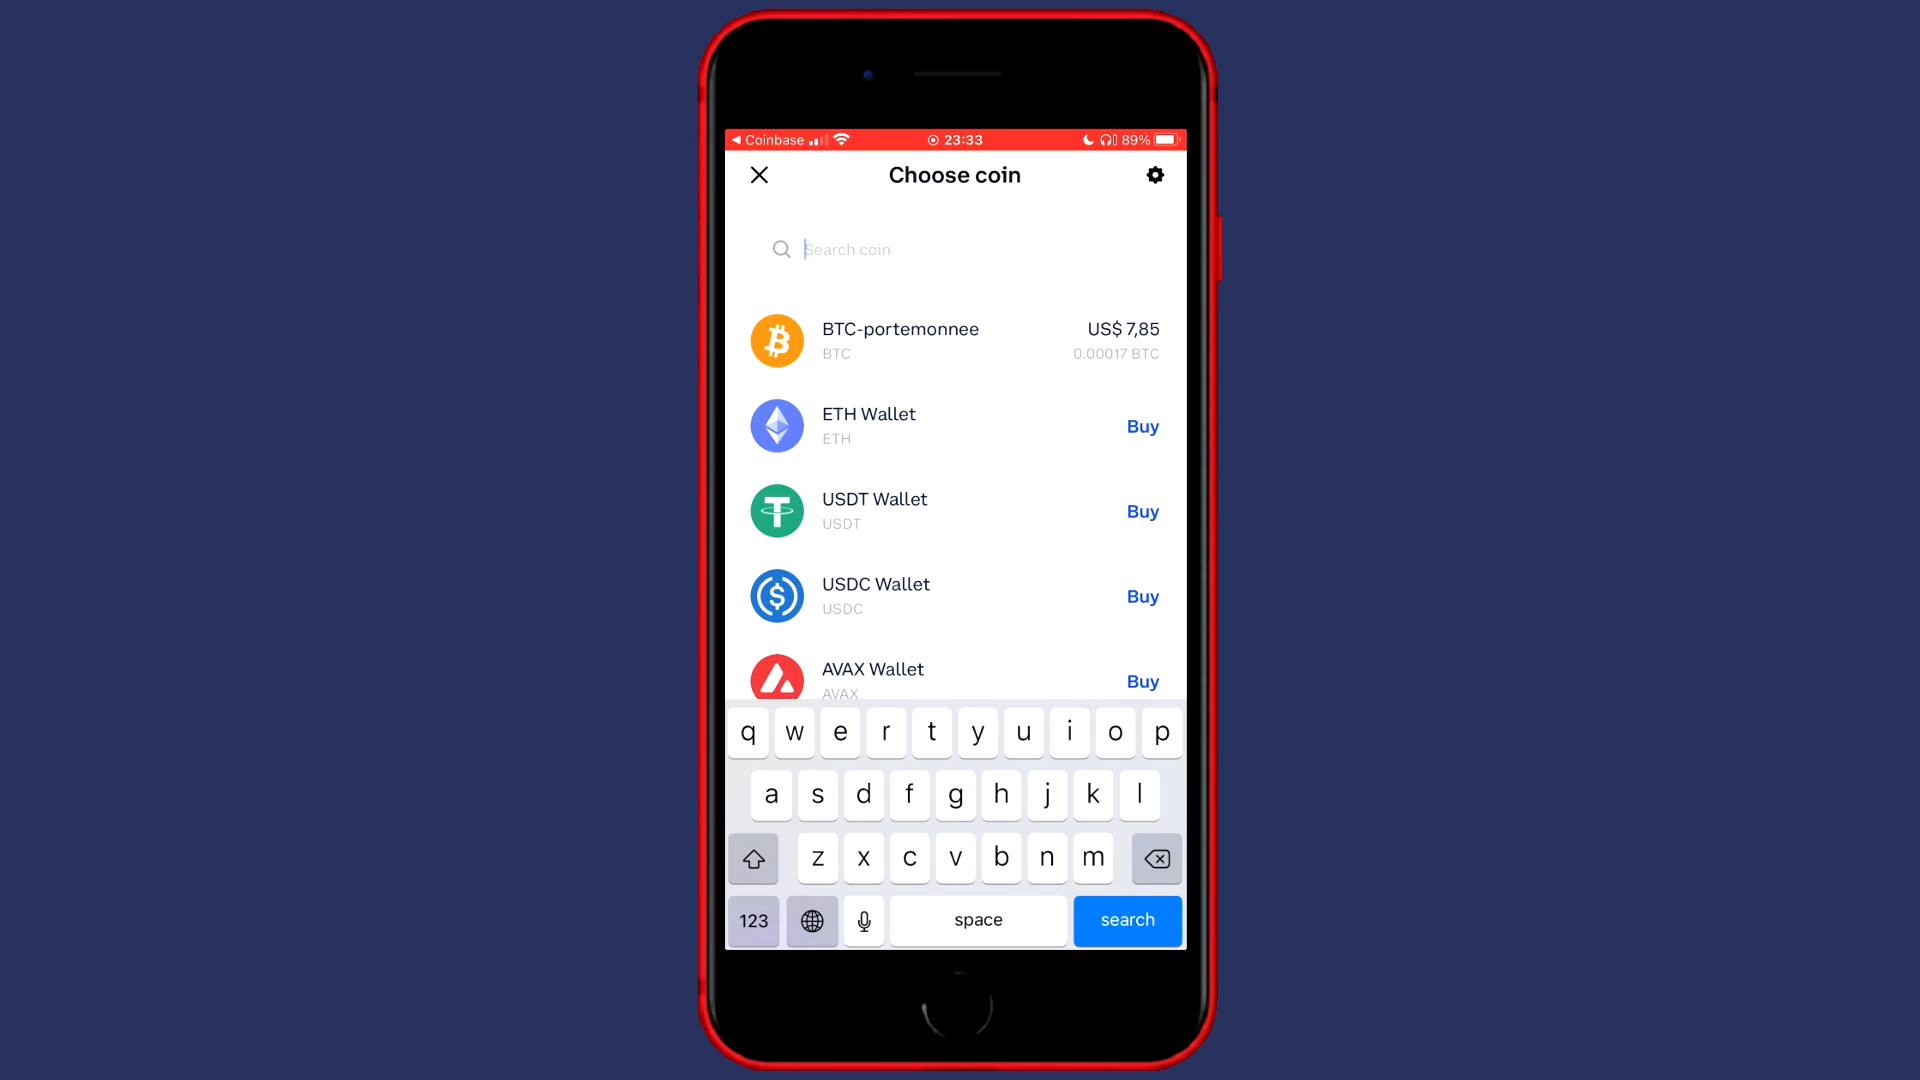 ◀ Coinbase 23:33 89%
Choose coin
Search coin
BTC-portemonnee US$ 7,85
BTC 0.00017 BTC
ETH Wallet
ETH Buy
USDT Wallet
USDT Buy
USDC Wallet
USDC Buy
AVAX Wallet
AVAX Buy
q w e r t y u i o p
a s d f g h j k l
z x c v b n m
123 space search